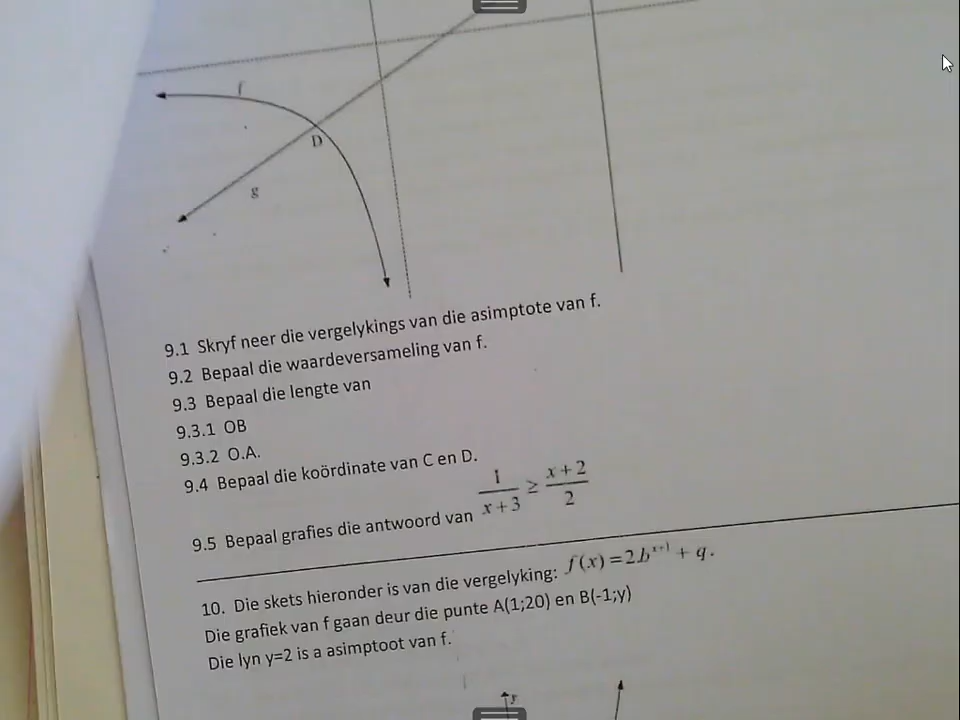 f
D
g
9.1 Skryf neer die vergelykings van die asimptote van f.
9.2 Bepaal die waardeversameling van f.
9.3 Bepaal die lengte van
9.3.1 OB
9.3.2 O.A.
9.4 Bepaal die koördinate van C en D.
9.5 Bepaal grafies die antwoord van 1/(x+3) ≥ (x+2)/2
10. Die skets hieronder is van die vergelyking: f(x)=2.b^(x+1) + q.
Die grafiek van f gaan deur die punte A(1;20) en B(-1;y)
Die lyn y=2 is a asimptoot van f.
y